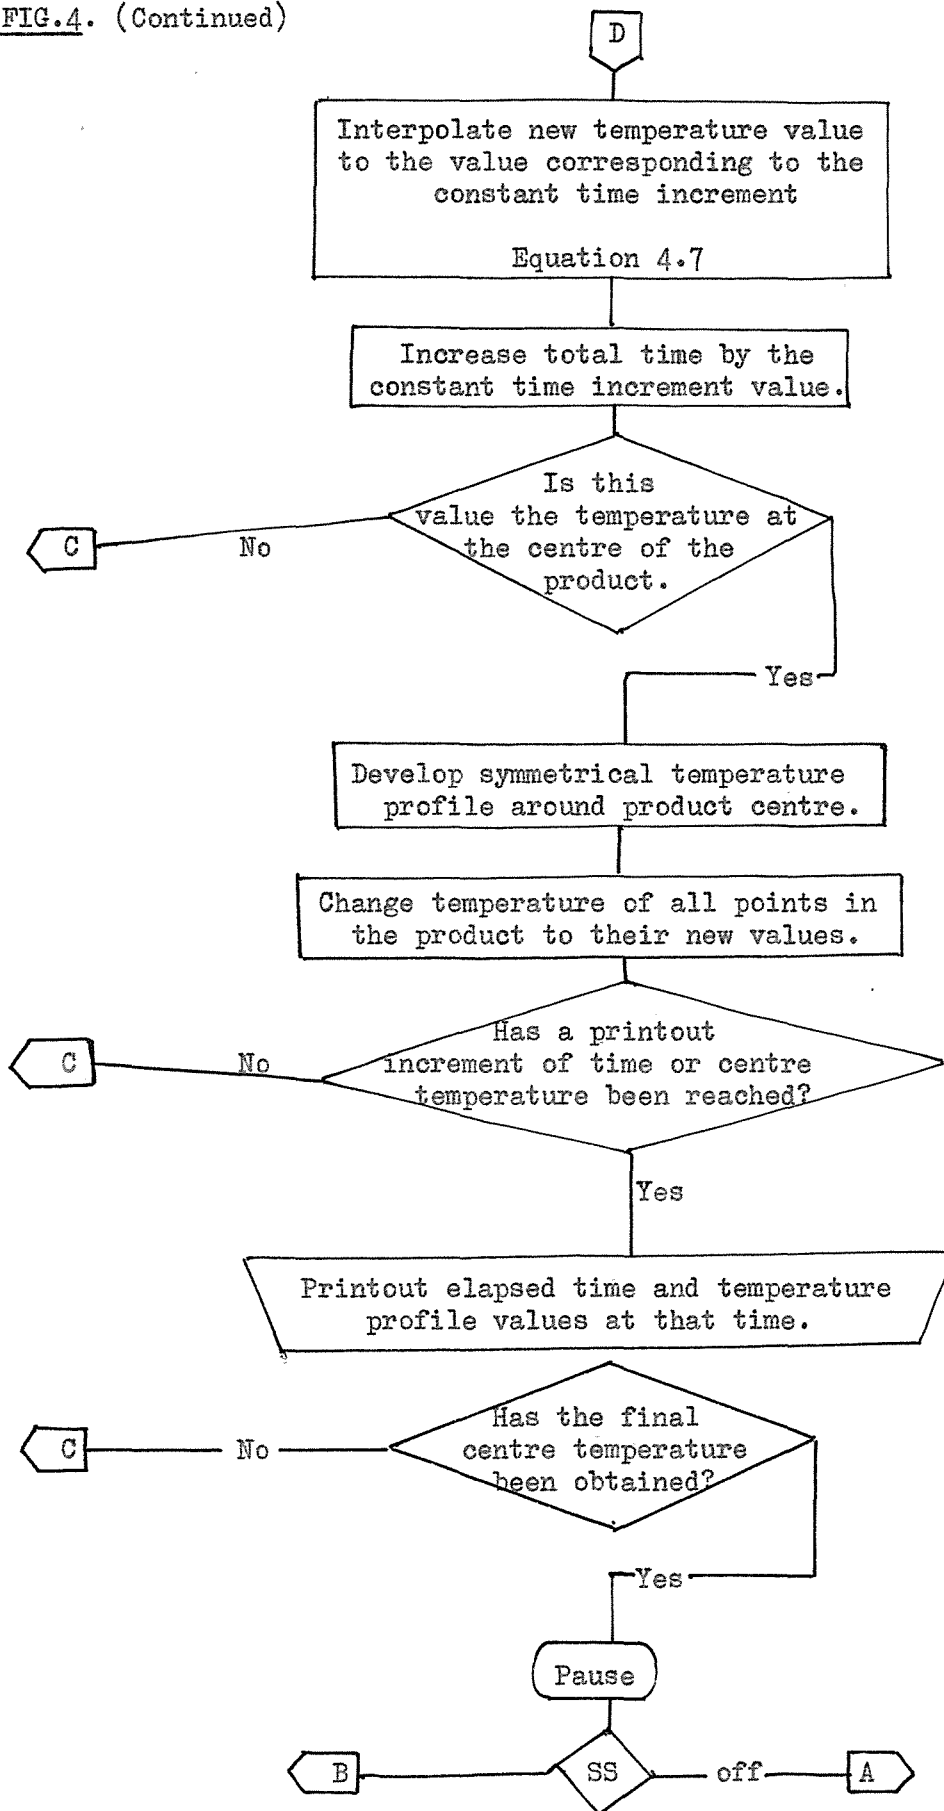 FIG.4. (Continued)
D
Interpolate new temperature value
to the value corresponding to the
constant time increment
Equation 4.7
Increase total time by the
constant time increment value.
Is this
value the temperature at
the centre of the
product.
C
No
Yes
Develop symmetrical temperature
profile around product centre.
Change temperature of all points in
the product to their new values.
Has a printout
increment of time or centre
temperature been reached?
C
No
Yes
Printout elapsed time and temperature
profile values at that time.
Has the final
centre temperature
been obtained?
C
No
Yes
Pause
B
SS
off
A